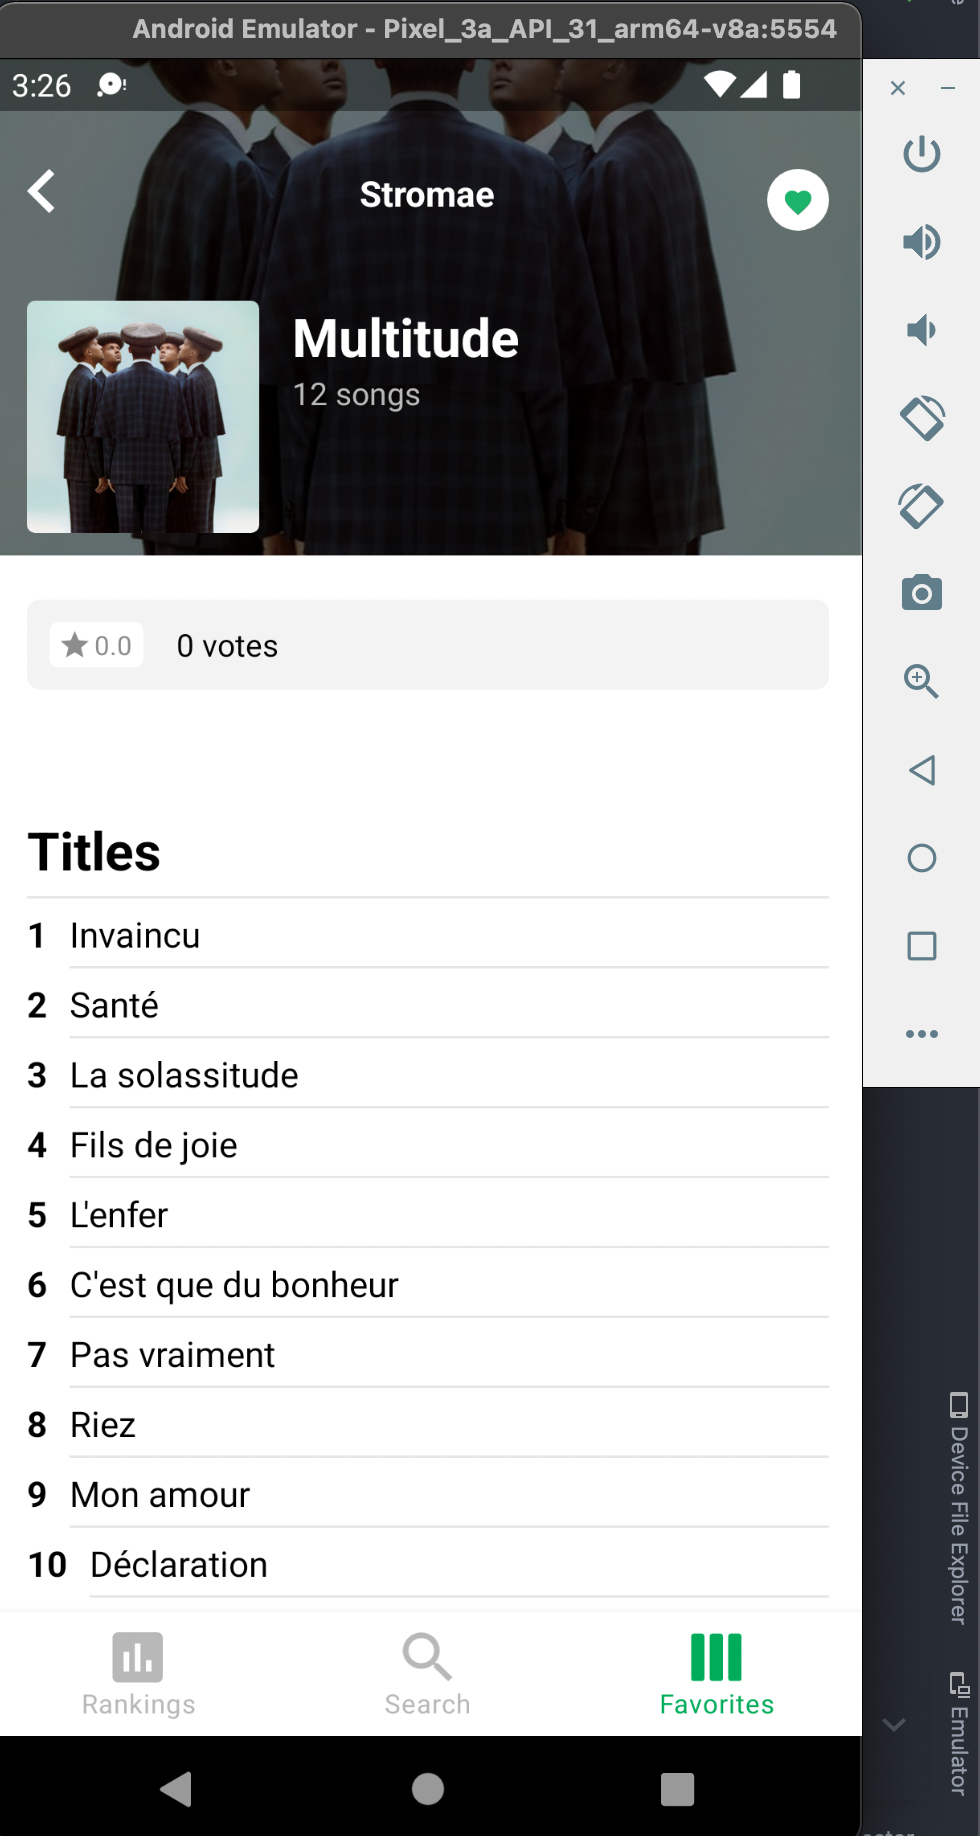 Android Emulator - Pixel_3a_API_31_arm64-v8a:5554
3:26
Stromae
Multitude
12 songs
0.0
0 votes
Titles
1 Invaincu
2 Santé
3 La solassitude
4 Fils de joie
5 L'enfer
6 C'est que du bonheur
7 Pas vraiment
8 Riez
9 Mon amour
10 Déclaration
Rankings
Search
Favorites
Device File Explorer
Emulator